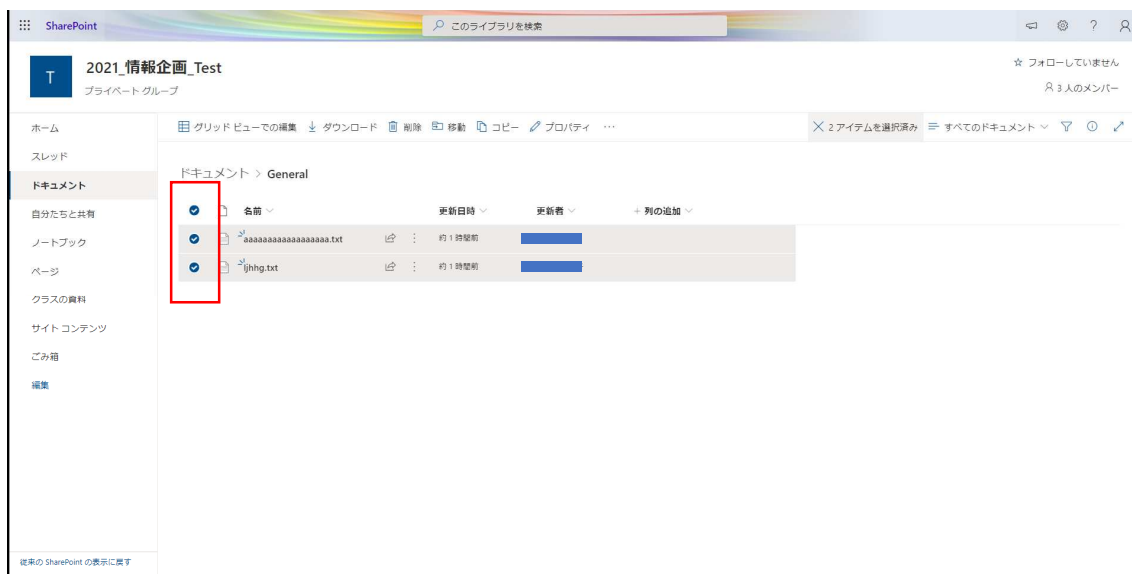 SharePoint
このライブラリを検索
?
T
2021_情報企画_Test
プライベート グループ
☆ フォローしていません
3 人のメンバー
グリッド ビューでの編集 ダウンロード 削除 移動 コピー プロパティ …
✕ 2 アイテムを選択済み すべてのドキュメント
ホーム
スレッド
ドキュメント
自分たちと共有
ノートブック
ページ
クラスの資料
サイト コンテンツ
ごみ箱
編集
ドキュメント > General
名前 更新日時 更新者 + 列の追加
aaaaaaaaaaaaaaaaaa.txt 約 1 時間前
ljhhg.txt 約 1 時間前
従来の SharePoint の表示に戻す